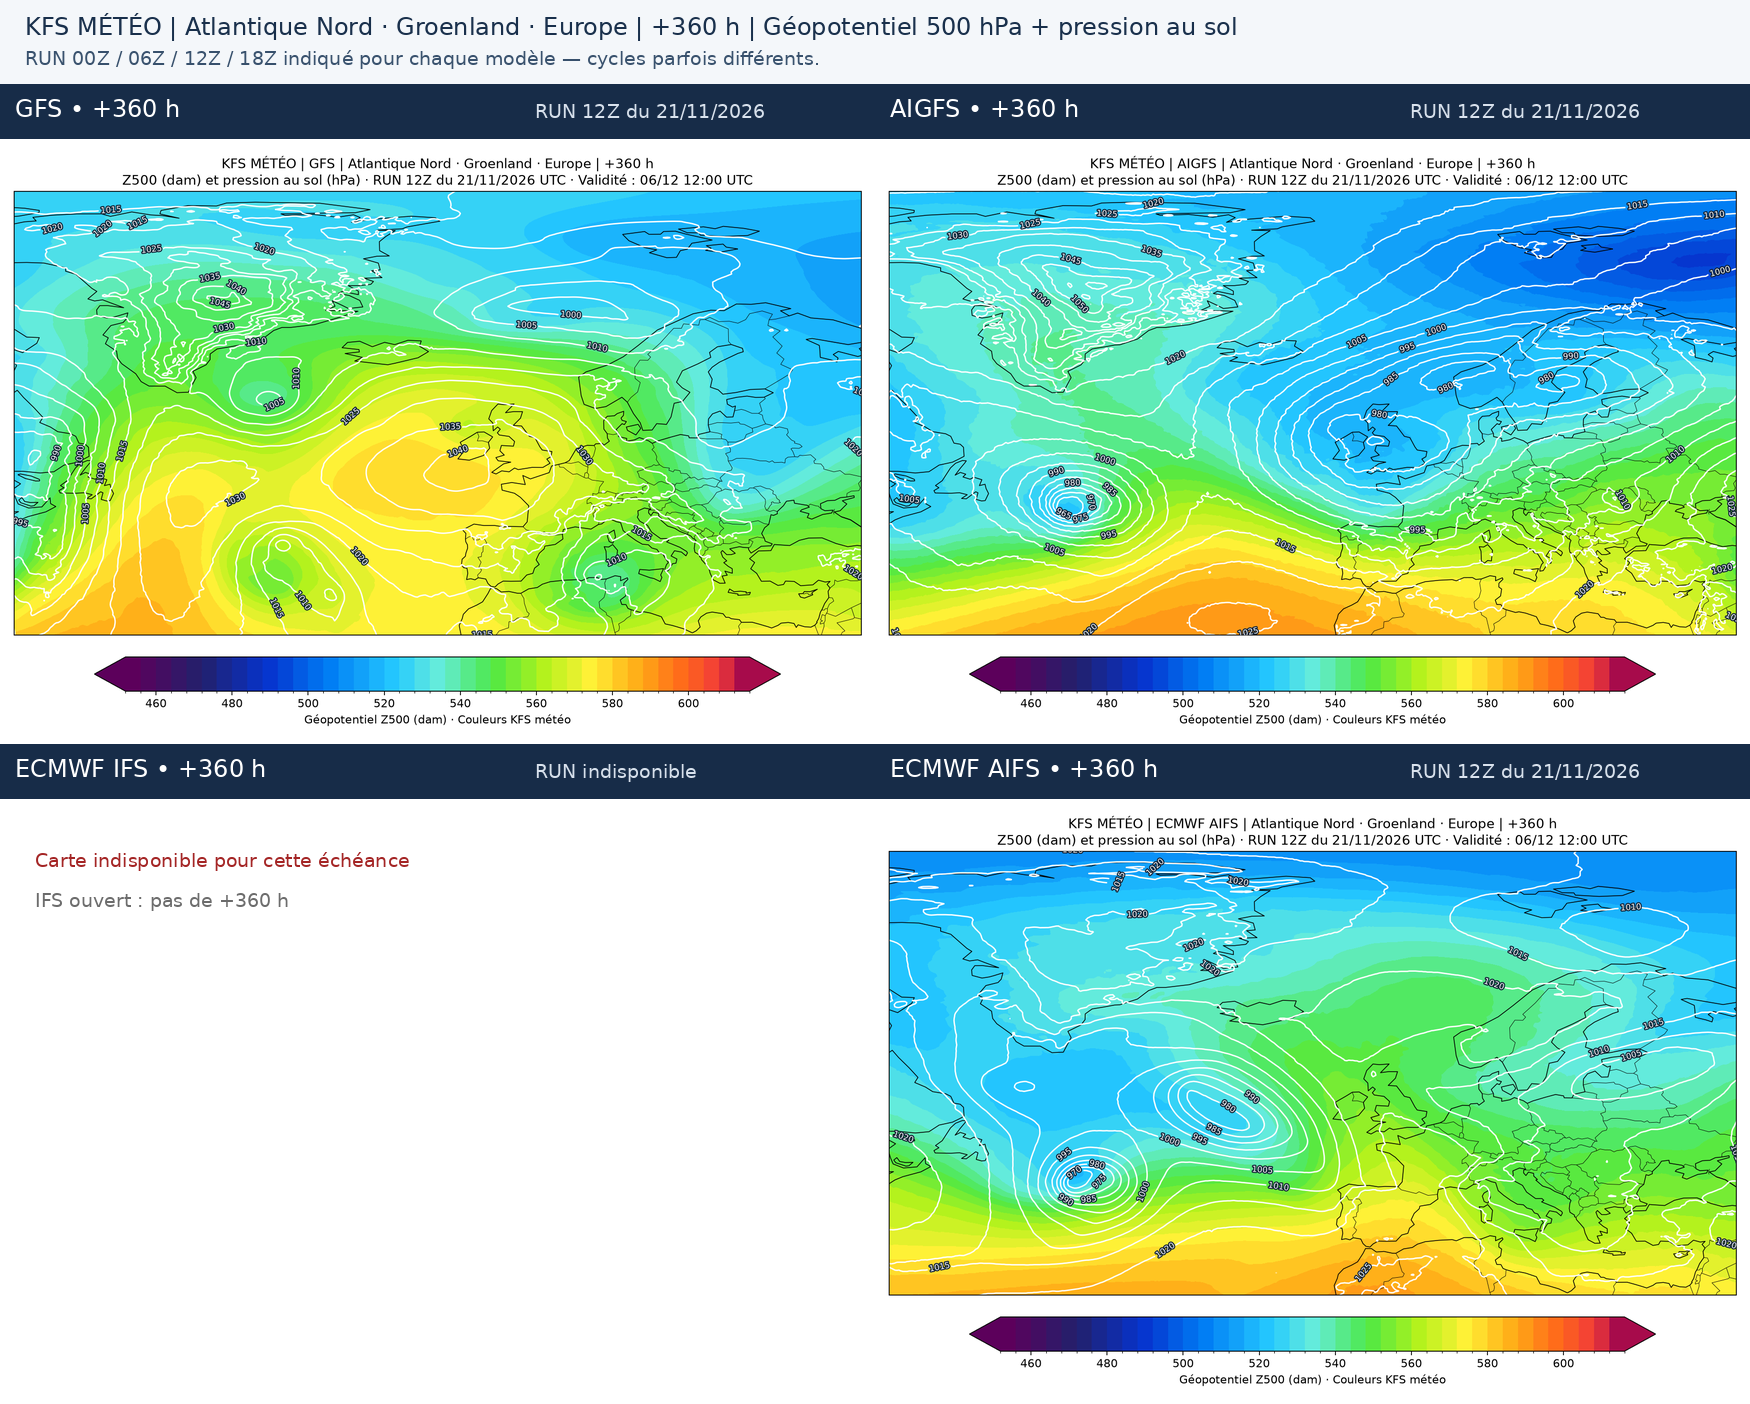 KFS MÉTÉO | Atlantique Nord · Groenland · Europe | +360 h | Géopotentiel 500 hPa + pression au sol
RUN 00Z / 06Z / 12Z / 18Z indiqué pour chaque modèle — cycles parfois différents.
GFS • +360 h
RUN 12Z du 21/11/2026
AIGFS • +360 h
RUN 12Z du 21/11/2026
KFS MÉTÉO | GFS | Atlantique Nord · Groenland · Europe | +360 h
Z500 (dam) et pression au sol (hPa) · RUN 12Z du 21/11/2026 UTC · Validité : 06/12 12:00 UTC
KFS MÉTÉO | AIGFS | Atlantique Nord · Groenland · Europe | +360 h
Z500 (dam) et pression au sol (hPa) · RUN 12Z du 21/11/2026 UTC · Validité : 06/12 12:00 UTC
460 480 500 520 540 560 580 600
Géopotentiel Z500 (dam) · Couleurs KFS météo
460 480 500 520 540 560 580 600
Géopotentiel Z500 (dam) · Couleurs KFS météo
ECMWF IFS • +360 h
RUN indisponible
ECMWF AIFS • +360 h
RUN 12Z du 21/11/2026
Carte indisponible pour cette échéance
IFS ouvert : pas de +360 h
KFS MÉTÉO | ECMWF AIFS | Atlantique Nord · Groenland · Europe | +360 h
Z500 (dam) et pression au sol (hPa) · RUN 12Z du 21/11/2026 UTC · Validité : 06/12 12:00 UTC
460 480 500 520 540 560 580 600
Géopotentiel Z500 (dam) · Couleurs KFS météo